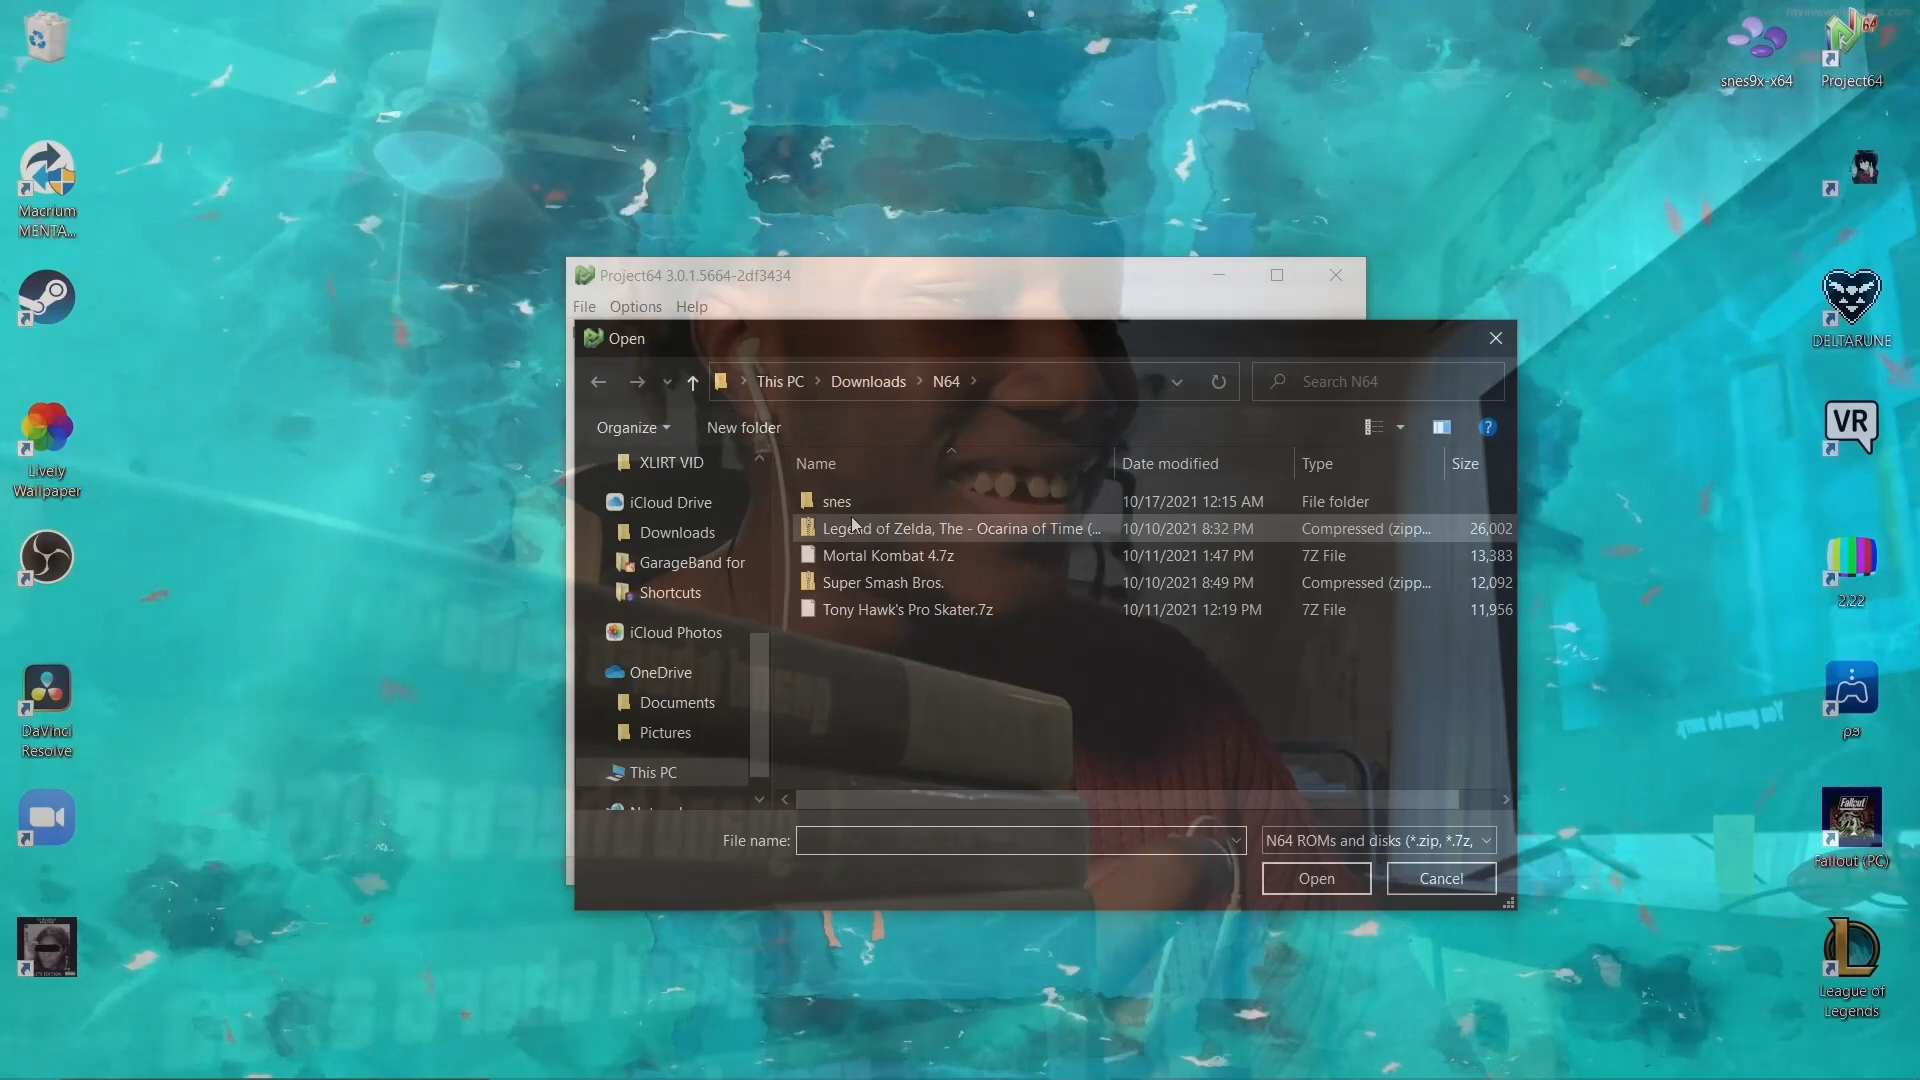 snes9x-x64
Project64
Macrium
MENTA...
Lively
Wallpaper
DaVinci
Resolve
64
DELTARUNE
VR
2.22
Fallout
Fallout (PC)
League of
Legends
Project64 3.0.1.5664-2df3434
File Options Help
Open
This PC > Downloads > N64 >
Search N64
Organize New folder
?
Name Date modified Type Size
XLIRT VID
iCloud Drive
Downloads
GarageBand for
Shortcuts
iCloud Photos
OneDrive
Documents
Pictures
This PC
snes 10/17/2021 12:15 AM File folder
Legend of Zelda, The - Ocarina of Time (... 10/10/2021 8:32 PM Compressed (zipp... 26,002
Mortal Kombat 4.7z 10/11/2021 1:47 PM 7Z File 13,383
Super Smash Bros. 10/10/2021 8:49 PM Compressed (zipp... 12,092
Tony Hawk's Pro Skater.7z 10/11/2021 12:19 PM 7Z File 11,956
File name: N64 ROMs and disks (*.zip, *.7z,
Open Cancel